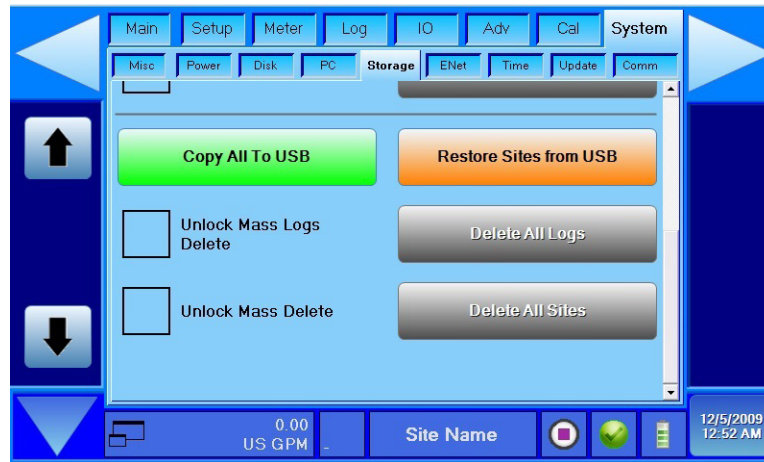 Main Setup Meter Log IO Adv Cal System
Misc Power Disk PC Storage ENet Time Update Comm
Copy All To USB Restore Sites from USB
Unlock Mass Logs
Delete
Delete All Logs
Unlock Mass Delete Delete All Sites
0.00
US GPM
Site Name
12/5/2009
12:52 AM